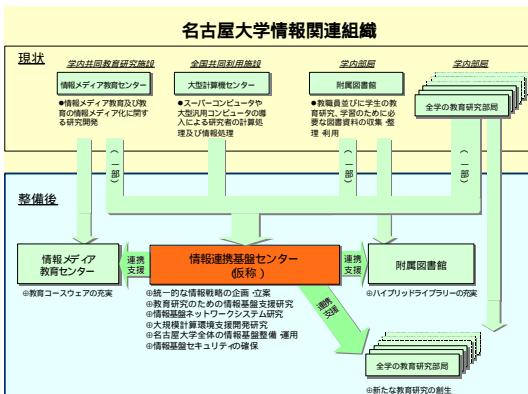 名古屋大学情報関連組織
現状
学内共同教育研究施設
全国共同利用施設
学内部局
学内部局
情報メディア教育センター
大型計算機センター
附属図書館
全学の教育研究部局
●情報メディア教育及び教
育の情報メディア化に関す
る研究開発
●スーパーコンピュータや
大型汎用コンピュータの導
入による研究者の計算処
理及び情報処理
●教職員並びに学生の教
育研究、学習のために必
要な図書資料の収集・整
理・利用
(一部)
(一部)
(一部)
整備後
情報メディア
教育センター
連携
支援
情報連携基盤センター
(仮称)
連携
支援
附属図書館
⊕教育コースウェアの充実
⊕統一的な情報戦略の企画・立案
⊕教育研究のための情報基盤支援研究
⊕情報基盤ネットワークシステム研究
⊕大規模計算環境支援開発研究
⊕名古屋大学全体の情報基盤整備・運用
⊕情報基盤セキュリティの確保
⊕ハイブリッドライブラリーの充実
連携
支援
全学の教育研究部局
⊕新たな教育研究の創生